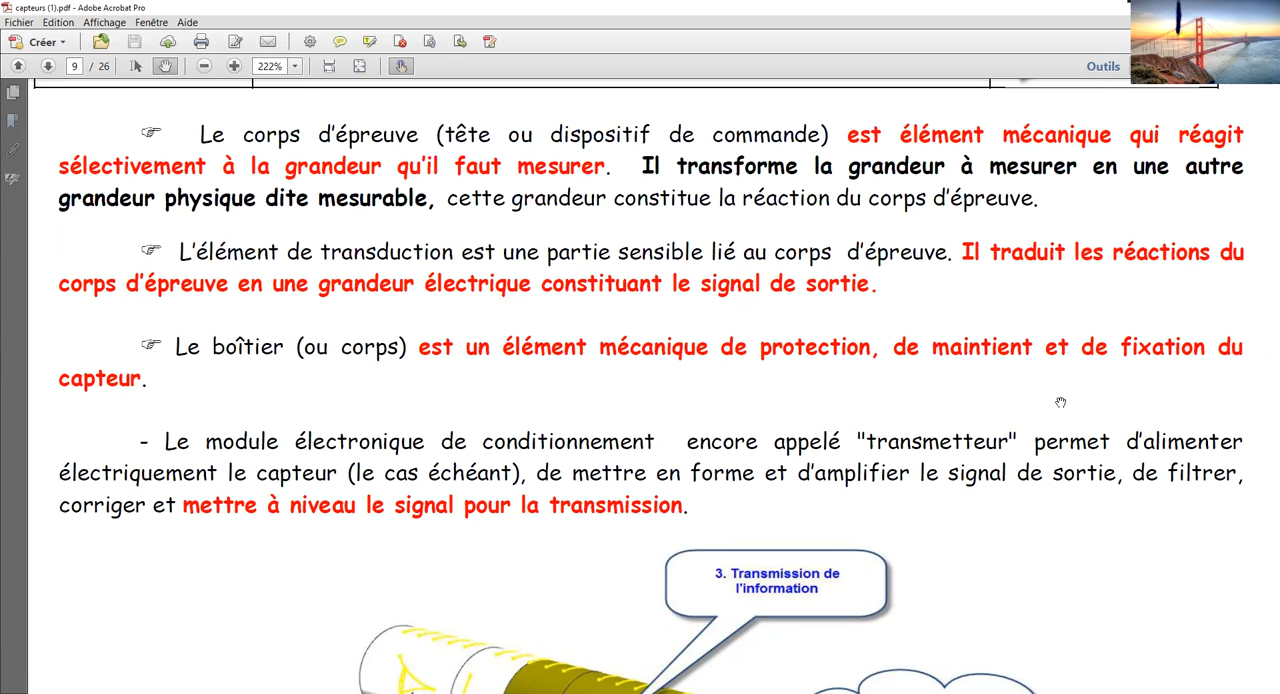 capteurs (1).pdf - Adobe Acrobat Pro
Fichier Edition Affichage Fenêtre Aide
Créer
9 / 26 222% Outils
Le corps d'épreuve (tête ou dispositif de commande) est élément mécanique qui réagit
sélectivement à la grandeur qu'il faut mesurer. Il transforme la grandeur à mesurer en une autre
grandeur physique dite mesurable, cette grandeur constitue la réaction du corps d'épreuve.
L'élément de transduction est une partie sensible lié au corps d'épreuve. Il traduit les réactions du
corps d'épreuve en une grandeur électrique constituant le signal de sortie.
Le boîtier (ou corps) est un élément mécanique de protection, de maintient et de fixation du
capteur.
- Le module électronique de conditionnement encore appelé "transmetteur" permet d'alimenter
électriquement le capteur (le cas échéant), de mettre en forme et d'amplifier le signal de sortie, de filtrer,
corriger et mettre à niveau le signal pour la transmission.
3. Transmission de
l'information